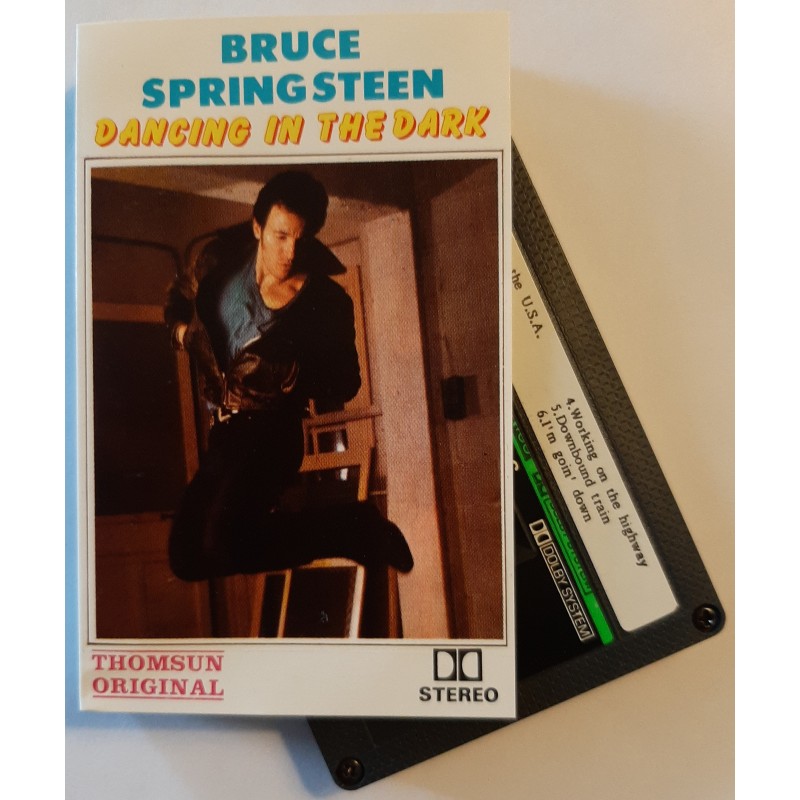 BRUCE
SPRINGSTEEN
DANCING IN THE DARK
THOMSUN
ORIGINAL
STEREO
the U.S.A.
4.Working on the highway
5.Downbound train
6.I'm goin' down
DOLBY SYSTEM